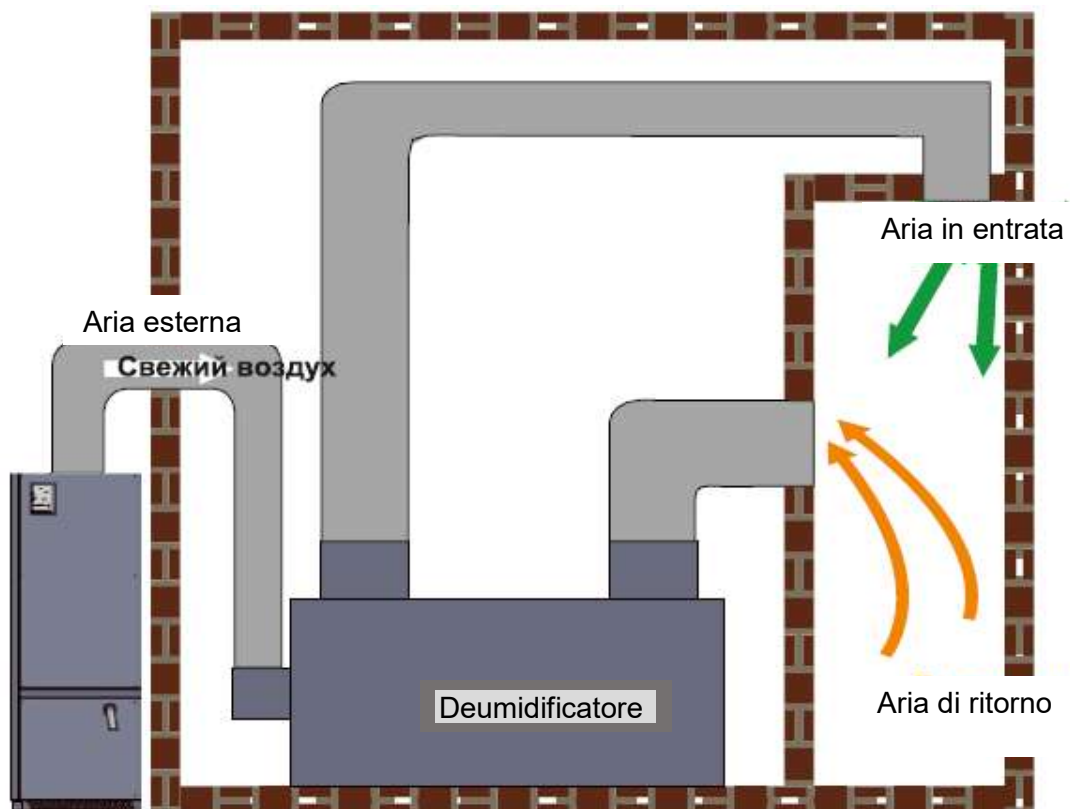 Aria in entrata
Aria esterna
Свежий воздух
Deumidificatore
Aria di ritorno